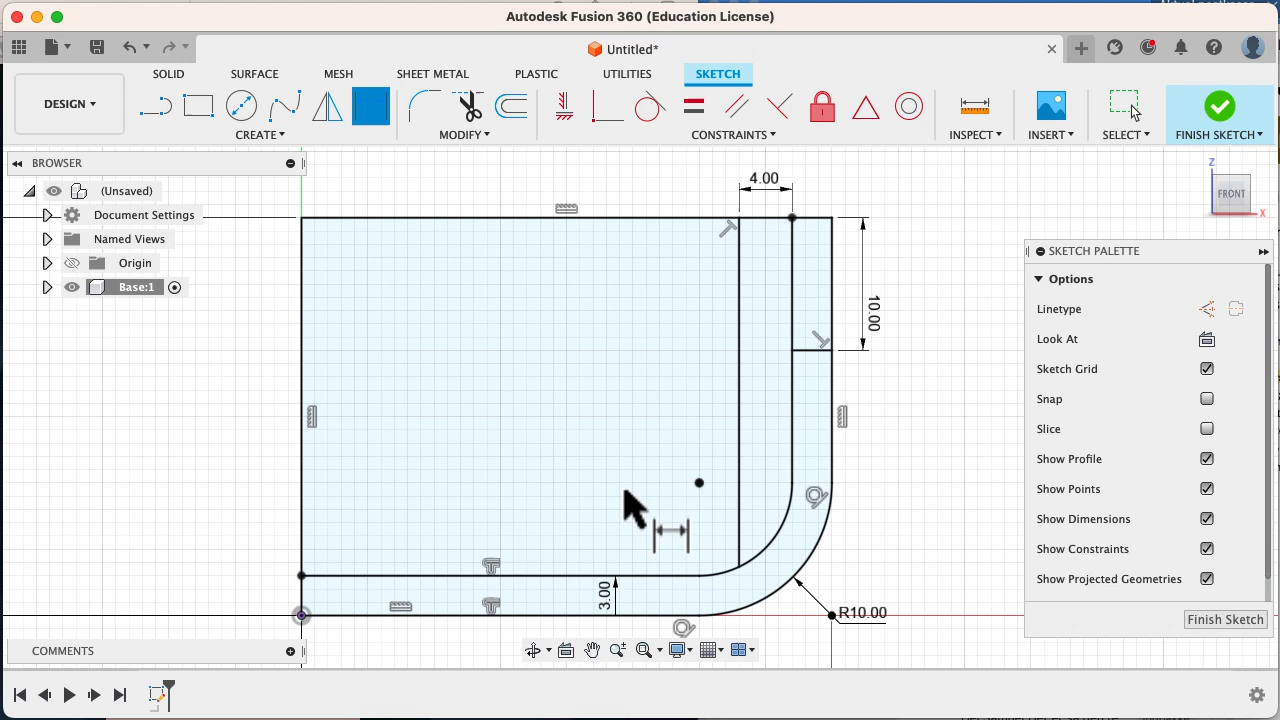 Autodesk Fusion 360 (Education License)
Untitled*
SOLID SURFACE MESH SHEET METAL PLASTIC UTILITIES SKETCH
DESIGN
CREATE MODIFY CONSTRAINTS INSPECT INSERT SELECT FINISH SKETCH
BROWSER
(Unsaved)
Document Settings
Named Views
Origin
Base:1
4.00
10.00
3.00
R10.00
Z
FRONT
X
SKETCH PALETTE
Options
Linetype
Look At
Sketch Grid
Snap
Slice
Show Profile
Show Points
Show Dimensions
Show Constraints
Show Projected Geometries
Finish Sketch
COMMENTS